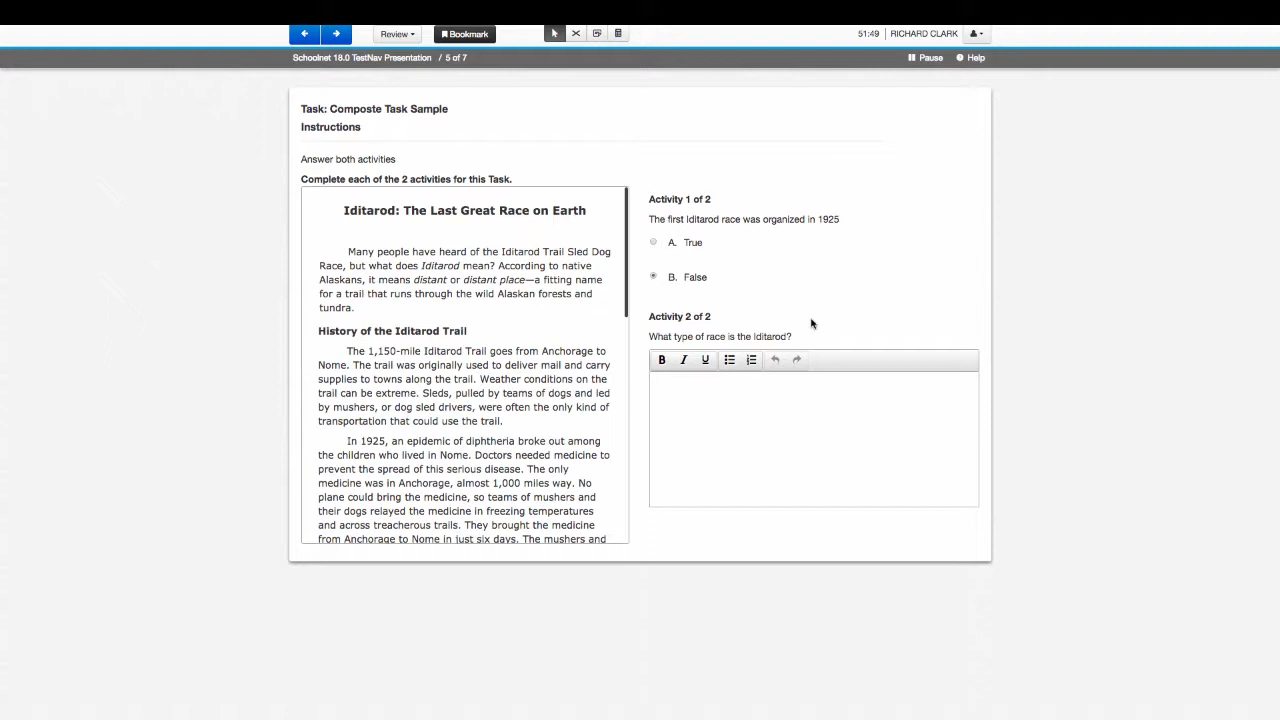 Review
Bookmark
51:49
RICHARD CLARK
Schoolnet 18.0 TestNav Presentation / 5 of 7
Pause
Help
Task: Composte Task Sample
Instructions
Answer both activities
Complete each of the 2 activities for this Task.
Iditarod: The Last Great Race on Earth
Many people have heard of the Iditarod Trail Sled Dog
Race, but what does Iditarod mean? According to native
Alaskans, it means distant or distant place—a fitting name
for a trail that runs through the wild Alaskan forests and
tundra.
History of the Iditarod Trail
The 1,150-mile Iditarod Trail goes from Anchorage to
Nome. The trail was originally used to deliver mail and carry
supplies to towns along the trail. Weather conditions on the
trail can be extreme. Sleds, pulled by teams of dogs and led
by mushers, or dog sled drivers, were often the only kind of
transportation that could use the trail.
In 1925, an epidemic of diphtheria broke out among
the children who lived in Nome. Doctors needed medicine to
prevent the spread of this serious disease. The only
medicine was in Anchorage, almost 1,000 miles way. No
plane could bring the medicine, so teams of mushers and
their dogs relayed the medicine in freezing temperatures
and across treacherous trails. They brought the medicine
from Anchorage to Nome in just six days. The mushers and
Activity 1 of 2
The first Iditarod race was organized in 1925
A. True
B. False
Activity 2 of 2
What type of race is the Iditarod?
B I U